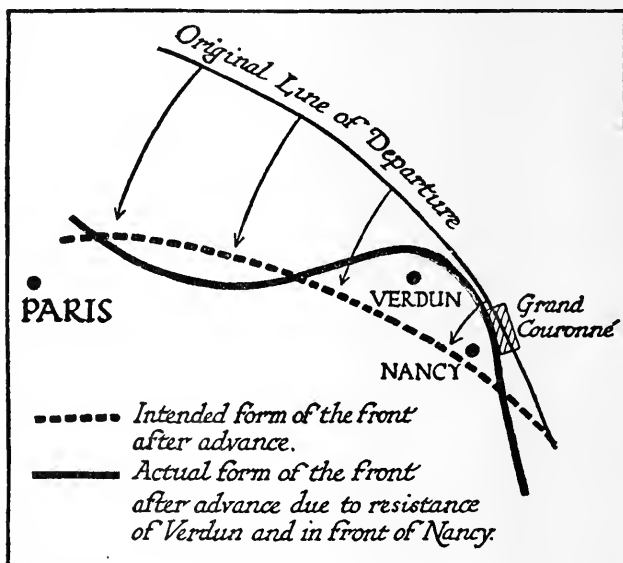 Original Line of Departure
PARIS
VERDUN
Grand
Couronné
NANCY
Intended form of the front
after advance.
Actual form of the front
after advance due to resistance
of Verdun and in front of Nancy.